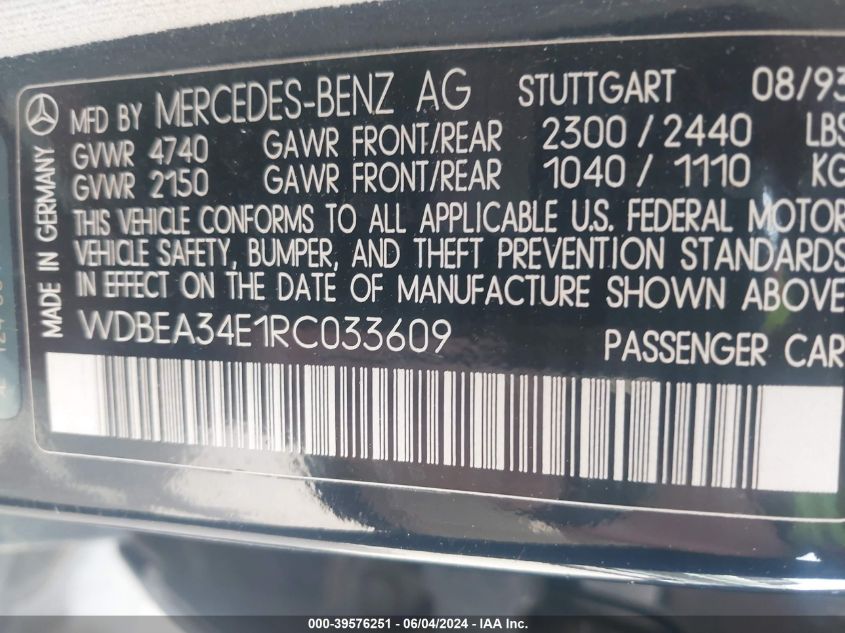 MFD BY MERCEDES-BENZ AG STUTTGART 08/93
GVWR 4740 GAWR FRONT/REAR 2300 / 2440 LBS
GVWR 2150 GAWR FRONT/REAR 1040 / 1110 KG
THIS VEHICLE CONFORMS TO ALL APPLICABLE U.S. FEDERAL MOTOR
VEHICLE SAFETY, BUMPER, AND THEFT PREVENTION STANDARDS
IN EFFECT ON THE DATE OF MANUFACTURE SHOWN ABOVE
WDBEA34E1RC033609 PASSENGER CAR
MADE IN GERMANY
000-39576251 - 06/04/2024 - IAA Inc.